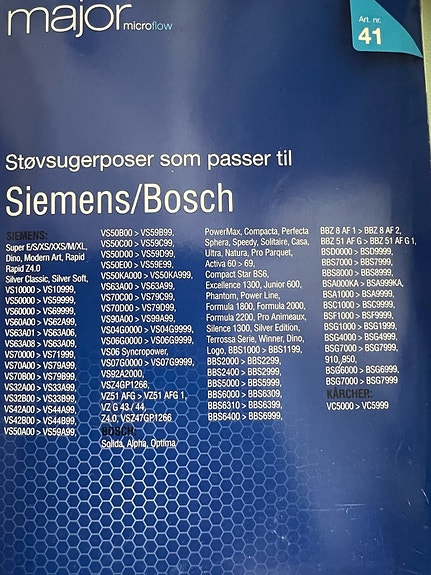 major
microflow
Art. nr.
41
Støvsugerposer som passer til
Siemens/Bosch
SIEMENS:
Super E/S/XS/XXS/M/XL,
Dino, Modern Art, Rapid
Rapid Z4.0
Silver Classic, Silver Soft,
VS10000 > VS10999,
VS50000 > VS59999,
VS60000 > VS69999,
VS60A00 > VS62A99,
VS63A01 > VS63A06,
VS63A08 > VS63A99
VS70000 > VS71999,
VS70A00 > VS79A99,
VS70B00 > VS79B99,
VS32A00 > VS33A99,
VS32B00 > VS33B99,
VS42A00 > VS44A99,
VS42B00 > VS44B99,
VS50A00 > VS59A99,
VS50B00 > VS59B99,
VS50C00 > VS59C99,
VS50D00 > VS59D99,
VS50E00 > VS59E99,
VS50KA000 > VS50KA999,
VS63A00 > VS63A99,
VS70C00 > VS79C99,
VS70D00 > VS79D99,
VS90A00 > VS99A99,
VS04G0000 > VS04G9999,
VS06G0000 > VS06G9999,
VS06 Syncropower,
VS07G0000 > VS07G9999,
VS92A2000,
VSZ4GP1266,
VZ51 AFG > VZ51 AFG 1,
VZ G 43 / 44,
Z4.0, VSZ47GP1266
BOSCH:
Solida, Alpha, Optima
PowerMax, Compacta, Perfecta
Sphera, Speedy, Solitaire, Casa,
Ultra, Natura, Pro Parquet,
Activa 60 > 69,
Compact Star BS6,
Excellence 1300, Junior 600,
Phantom, Power Line,
Formula 1800, Formula 2000,
Formula 2200, Pro Animeaux,
Silence 1300, Silver Edition,
Terrossa Serie, Winner, Dino,
Logo, BBS1000 > BBS1199,
BBS2000 > BBS2299,
BBS2400 > BBS2999,
BBS5000 > BBS5999,
BBS6000 > BBS6299,
BBS6310 > BBS6399,
BBS6400 > BBS6999,
BBZ 8 AF 1 > BBZ 8 AF 2,
BBZ 51 AF G > BBZ 51 AF G 1,
BSD0000 > BSD9999,
BBS7000 > BBS7999,
BBS8000 > BBS8999,
BSA000KA > BSA999KA,
BSA1000 > BSA9999,
BSC1000 > BSC9999,
BSF1000 > BSF9999,
BSG1000 > BSG1999,
BSG4000 > BSG4999,
BSG7000 > BSG7999,
910, 950,
BSG6000 > BSG6999,
BSG7000 > BSG7999
KÄRCHER:
VC5000 > VC5999